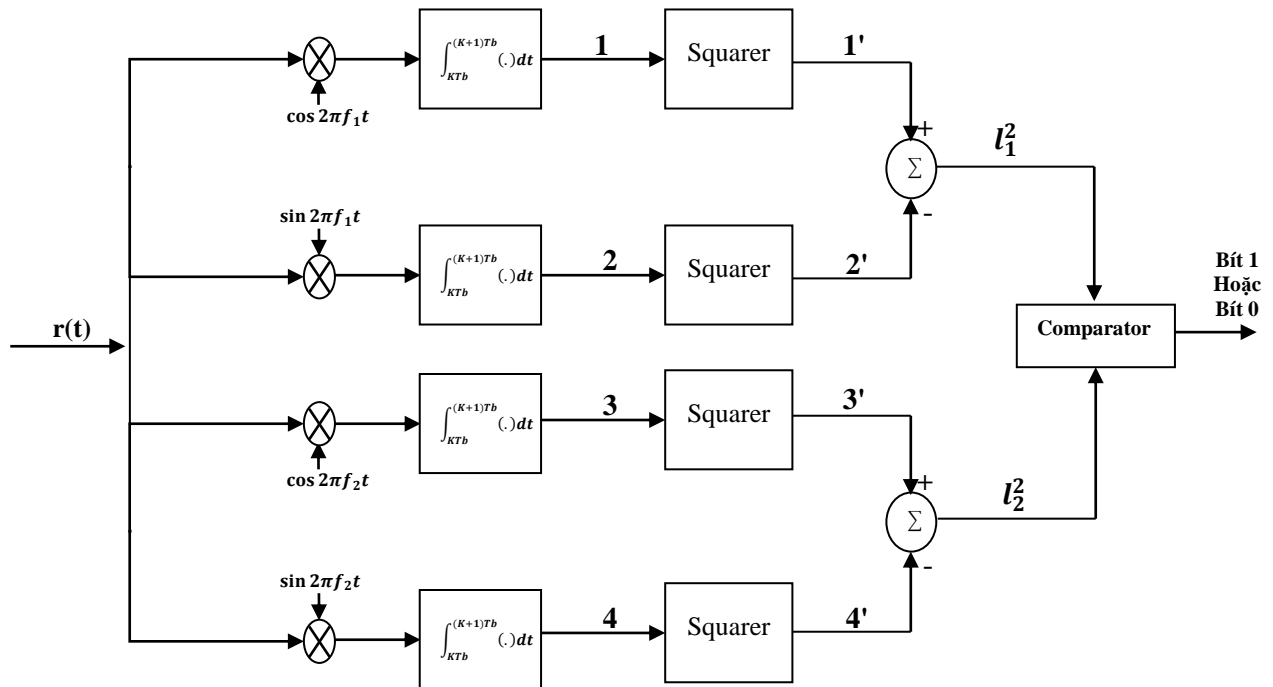 cos 2πf₁t
∫_{KTb}^{(K+1)Tb} (.)dt
1
Squarer
1'
+
∑
-
l₁²
sin 2πf₁t
∫_{KTb}^{(K+1)Tb} (.)dt
2
Squarer
2'
r(t)
Comparator
Bít 1
Hoặc
Bít 0
cos 2πf₂t
∫_{KTb}^{(K+1)Tb} (.)dt
3
Squarer
3'
+
∑
-
l₂²
sin 2πf₂t
∫_{KTb}^{(K+1)Tb} (.)dt
4
Squarer
4'